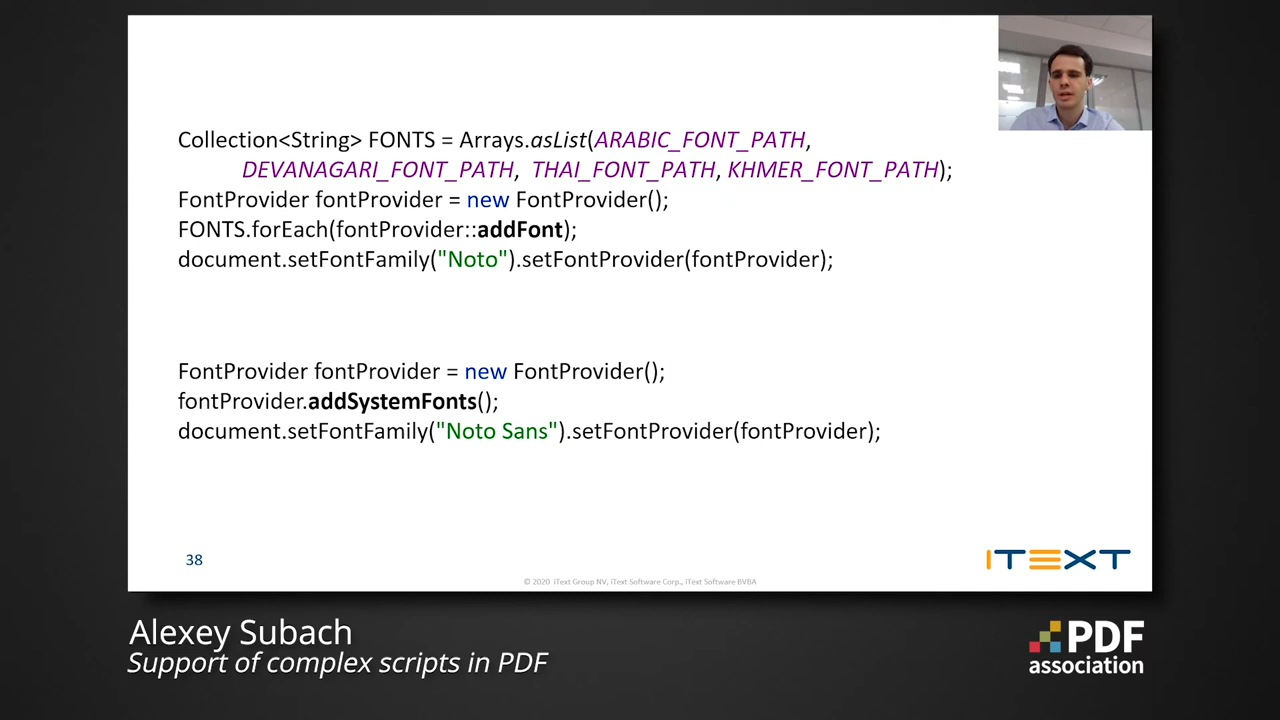 Collection<String> FONTS = Arrays.asList(ARABIC_FONT_PATH,
DEVANAGARI_FONT_PATH, THAI_FONT_PATH, KHMER_FONT_PATH);
FontProvider fontProvider = new FontProvider();
FONTS.forEach(fontProvider::addFont);
document.setFontFamily("Noto").setFontProvider(fontProvider);
FontProvider fontProvider = new FontProvider();
fontProvider.addSystemFonts();
document.setFontFamily("Noto Sans").setFontProvider(fontProvider);
38
ITEXT
© 2020 iText Group NV, iText Software Corp., iText Software BVBA
Alexey Subach
Support of complex scripts in PDF
PDF
association